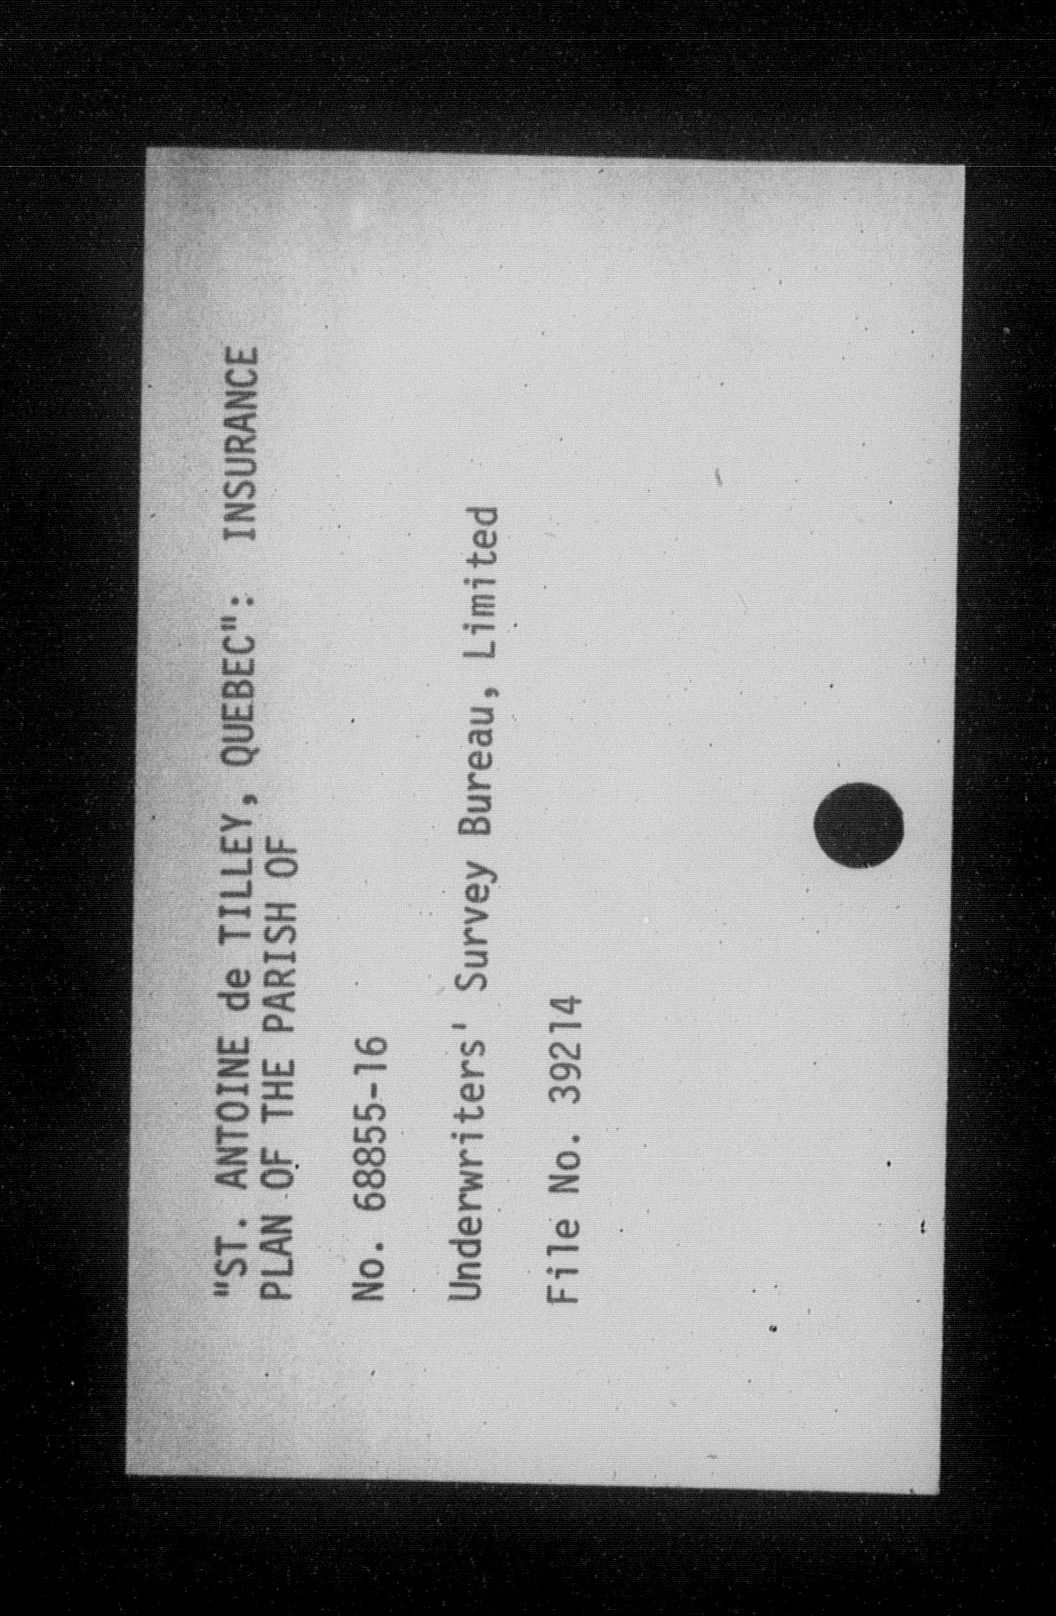 "ST. ANTOINE de TILLEY, QUEBEC": INSURANCE
PLAN OF THE PARISH OF
No. 68855-16
Underwriters' Survey Bureau, Limited
File No. 39214